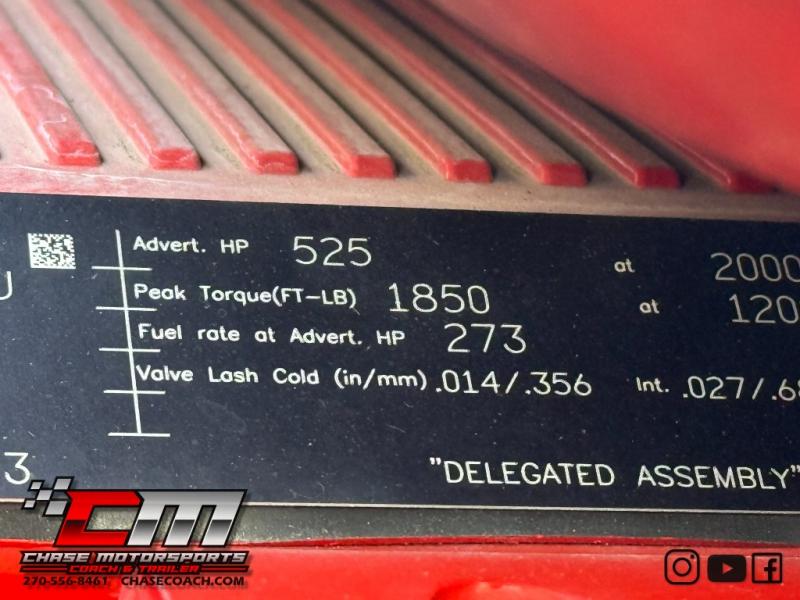 Advert. HP 525 at 2000
Peak Torque(FT-LB) 1850 at 120
Fuel rate at Advert. HP 273
Valve Lash Cold (in/mm) .014/.356 Int. .027/.6
3
"DELEGATED ASSEMBLY"
CM
CHASE MOTORSPORTS
COACH & TRAILER
270-556-8461 CHASECOACH.COM